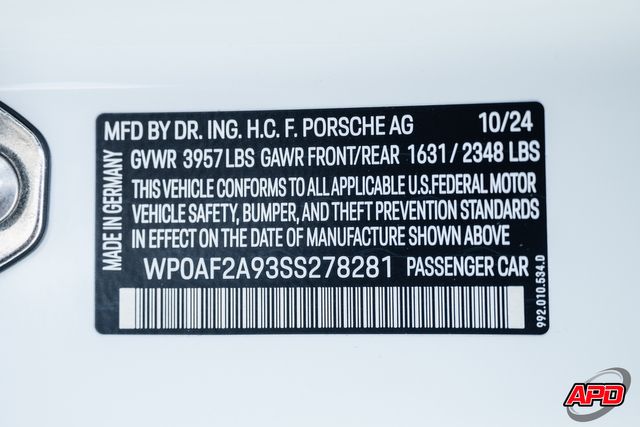 MFD BY DR. ING. H.C. F. PORSCHE AG 10/24
GVWR 3957 LBS GAWR FRONT/REAR 1631 / 2348 LBS
THIS VEHICLE CONFORMS TO ALL APPLICABLE U.S.FEDERAL MOTOR
VEHICLE SAFETY, BUMPER, AND THEFT PREVENTION STANDARDS
IN EFFECT ON THE DATE OF MANUFACTURE SHOWN ABOVE
WP0AF2A93SS278281 PASSENGER CAR
MADE IN GERMANY
992.010.534.D
APD